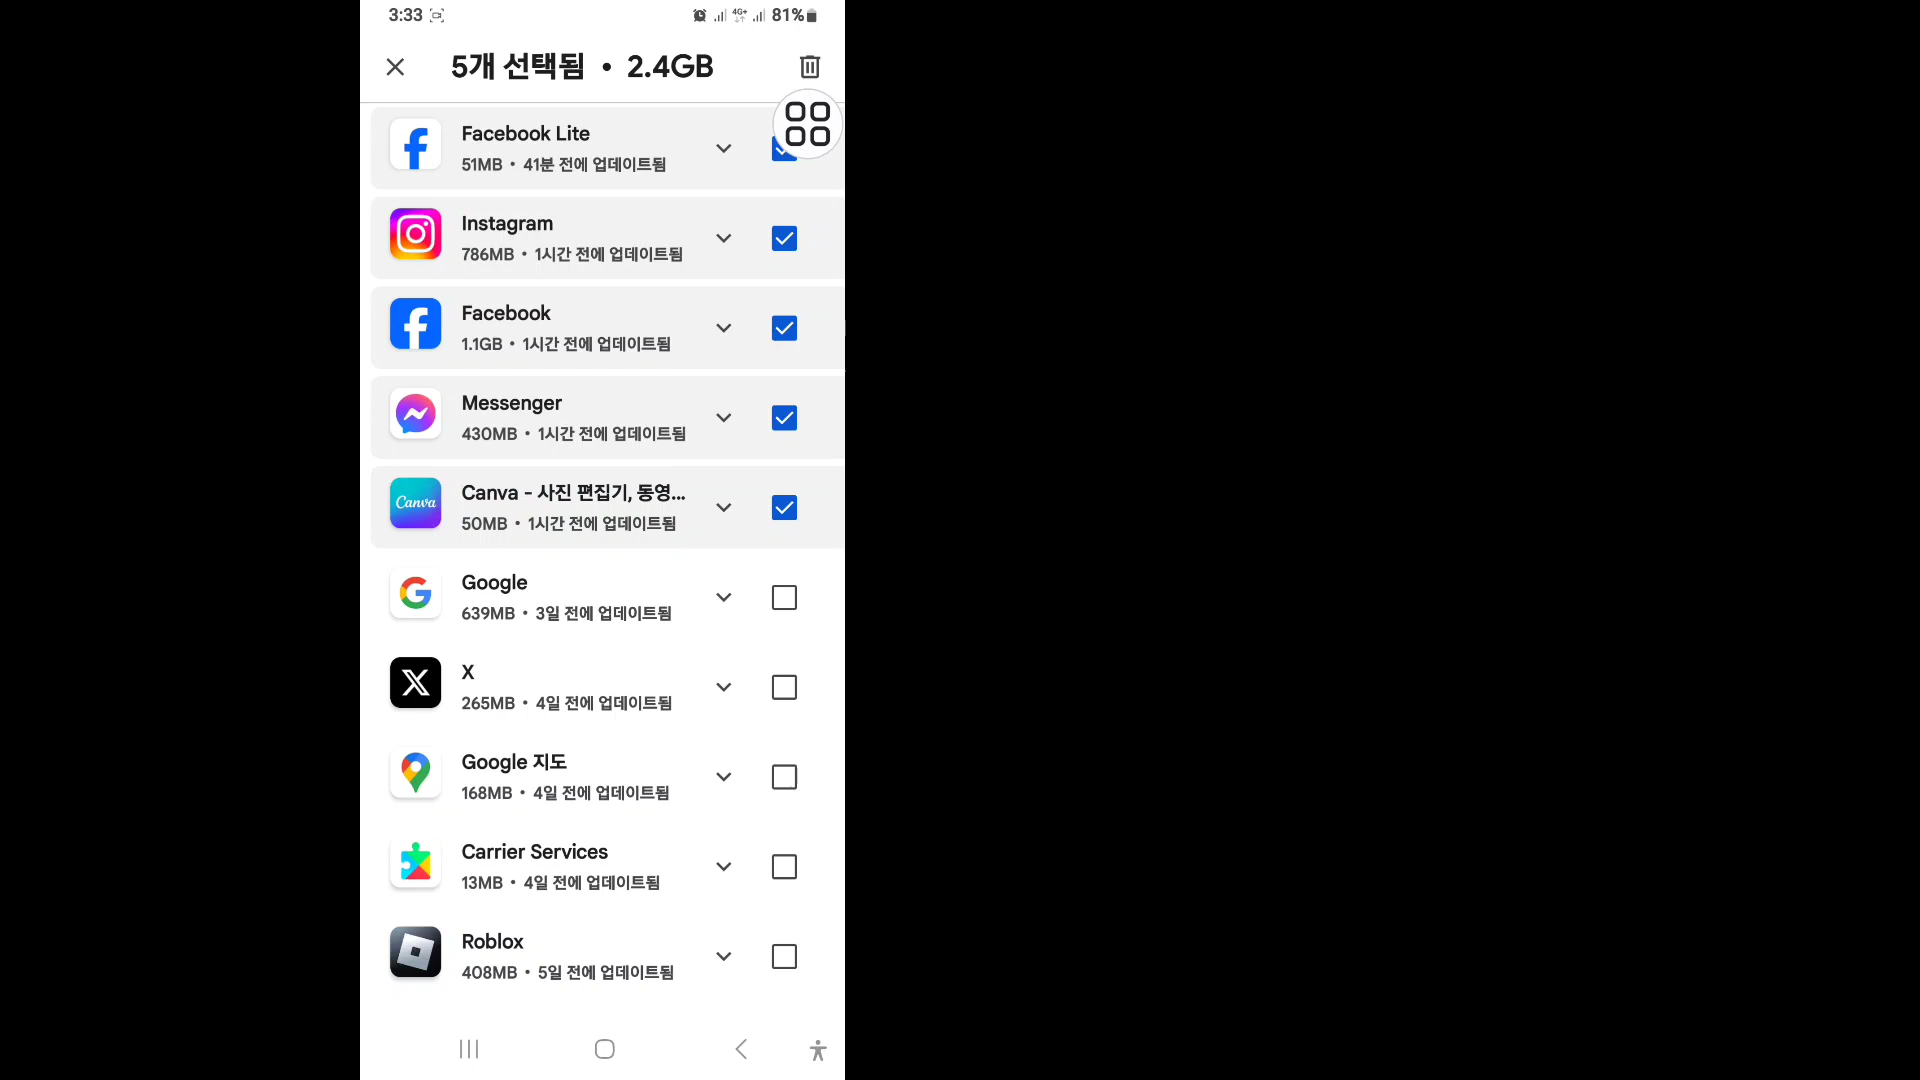 3:33 4G+ 81%
5개 선택됨 • 2.4GB
Facebook Lite
51MB • 41분 전에 업데이트됨
Instagram
786MB • 1시간 전에 업데이트됨
Facebook
1.1GB • 1시간 전에 업데이트됨
Messenger
430MB • 1시간 전에 업데이트됨
Canva - 사진 편집기, 동영...
Canva
50MB • 1시간 전에 업데이트됨
Google
639MB • 3일 전에 업데이트됨
X
265MB • 4일 전에 업데이트됨
Google 지도
168MB • 4일 전에 업데이트됨
Carrier Services
13MB • 4일 전에 업데이트됨
Roblox
408MB • 5일 전에 업데이트됨